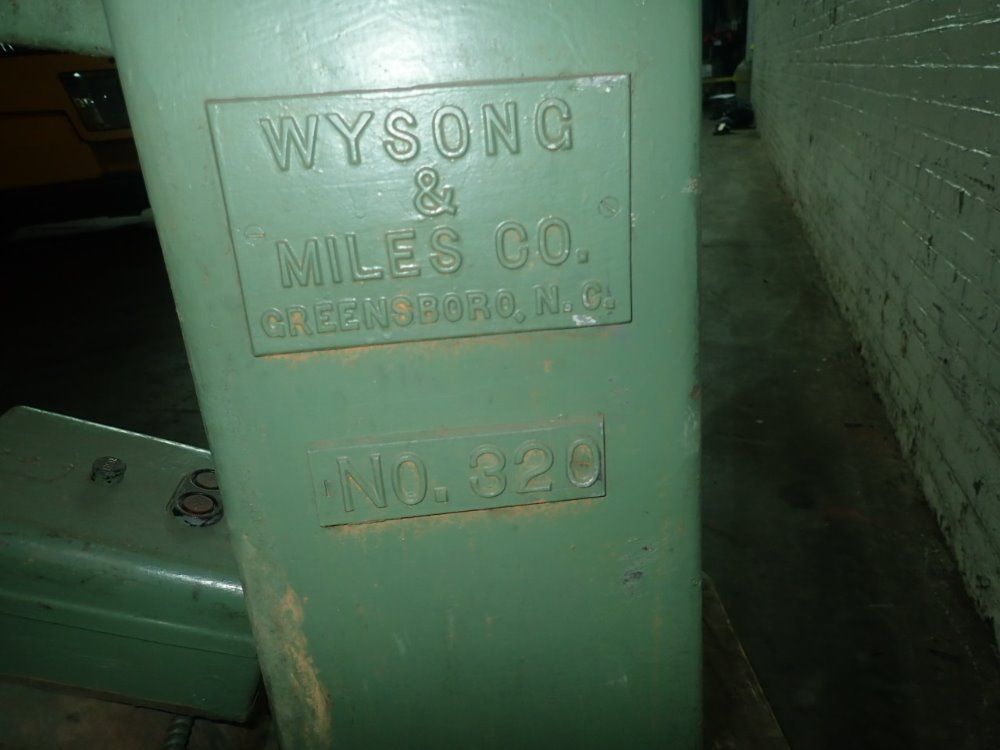 WYSONG
&
MILES CO.
GREENSBORO, N. C.
NO. 320